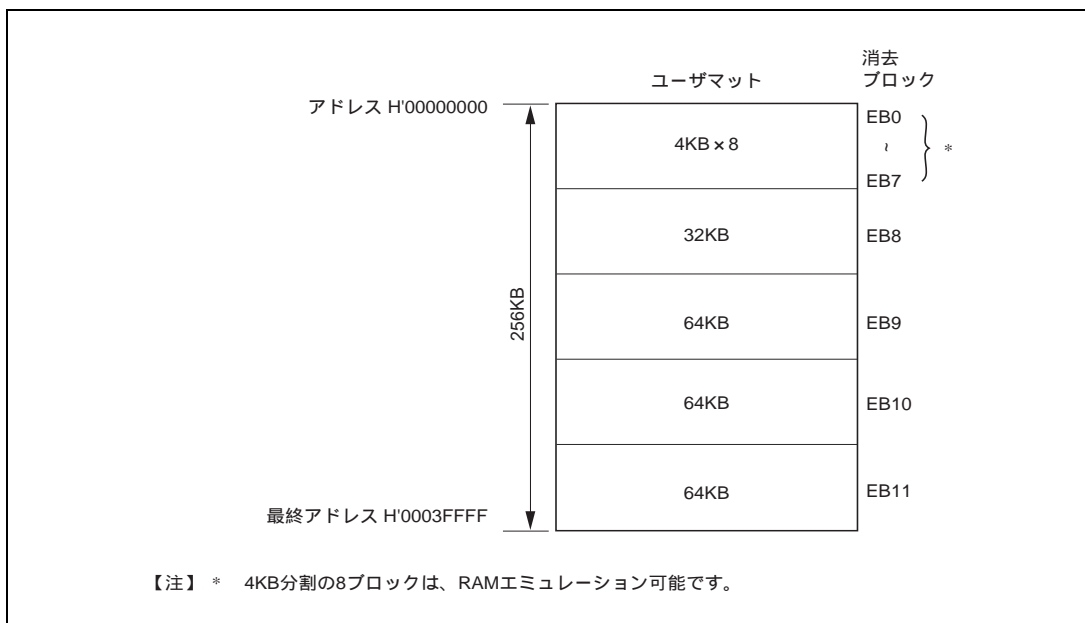 消去
ユーザマット ブロック
アドレス H'00000000
4KB×8
EB0
~
EB7
*
32KB
EB8
256KB
64KB
EB9
64KB
EB10
64KB
EB11
最終アドレス H'0003FFFF
【注】 * 4KB分割の8ブロックは、RAMエミュレーション可能です。